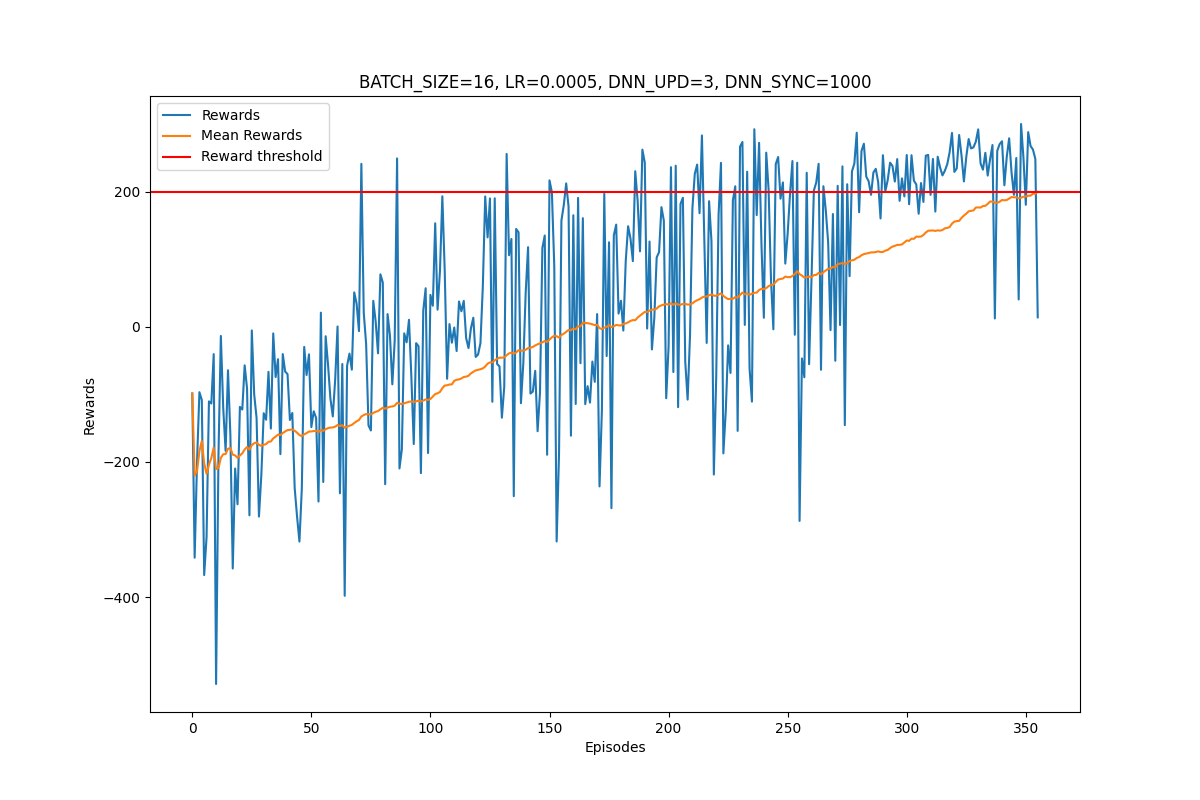 BATCH_SIZE=16, LR=0.0005, DNN_UPD=3, DNN_SYNC=1000
Rewards
Mean Rewards
Reward threshold
200
0
−200
−400
Rewards
0 50 100 150 200 250 300 350
Episodes